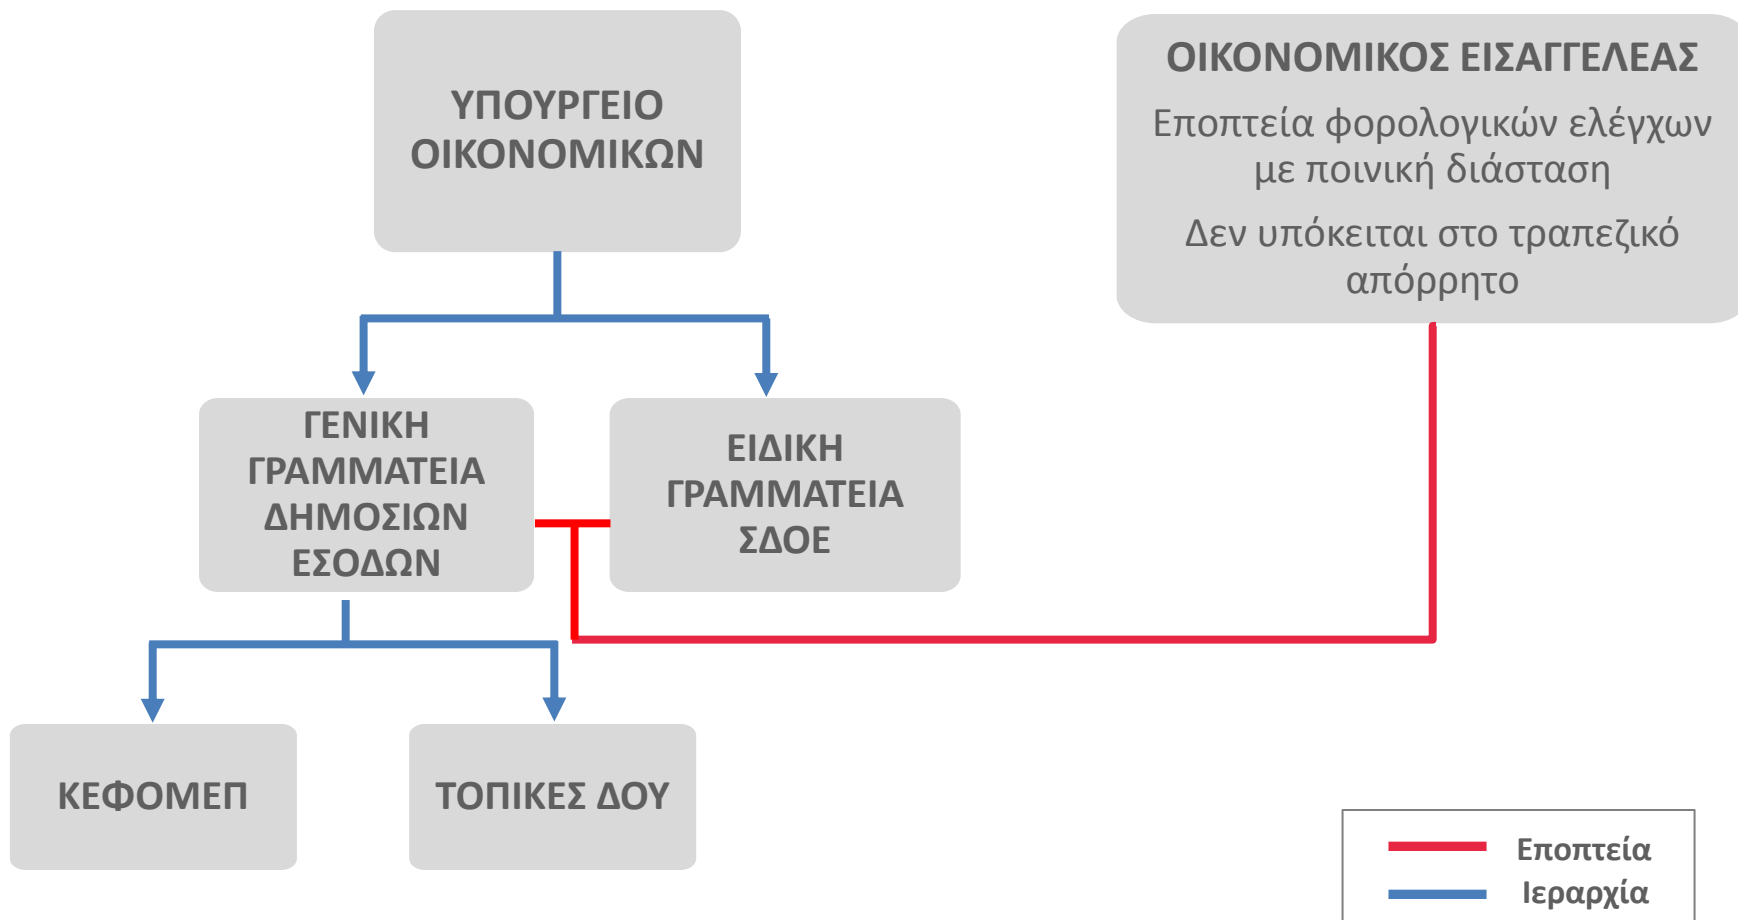 ΥΠΟΥΡΓΕΙΟ
ΟΙΚΟΝΟΜΙΚΩΝ
ΟΙΚΟΝΟΜΙΚΟΣ ΕΙΣΑΓΓΕΛΕΑΣ
Εποπτεία φορολογικών ελέγχων
με ποινική διάσταση
Δεν υπόκειται στο τραπεζικό
απόρρητο
ΓΕΝΙΚΗ
ΓΡΑΜΜΑΤΕΙΑ
ΔΗΜΟΣΙΩΝ
ΕΣΟΔΩΝ
ΕΙΔΙΚΗ
ΓΡΑΜΜΑΤΕΙΑ
ΣΔΟΕ
ΚΕΦΟΜΕΠ
ΤΟΠΙΚΕΣ ΔΟΥ
Εποπτεία
Ιεραρχία